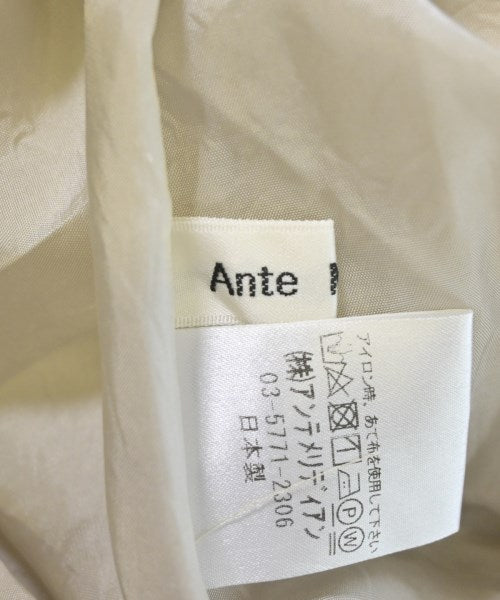 Ante
アイロン時、あて布を使用して下さい
P W
(株)アンテメリディアン
03-5771-2306
日本製